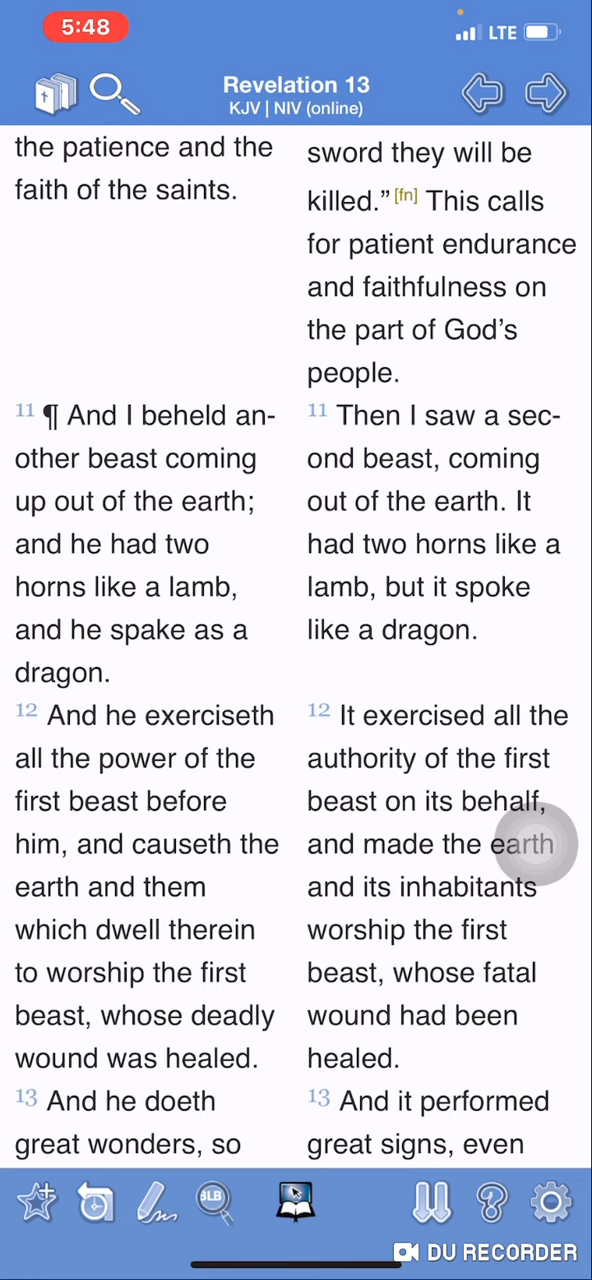 5:48
LTE
Revelation 13
KJV | NIV (online)
the patience and the
faith of the saints.
11 ¶ And I beheld an-
other beast coming
up out of the earth;
and he had two
horns like a lamb,
and he spake as a
dragon.
12 And he exerciseth
all the power of the
first beast before
him, and causeth the
earth and them
which dwell therein
to worship the first
beast, whose deadly
wound was healed.
13 And he doeth
great wonders, so
sword they will be
killed.” [fn] This calls
for patient endurance
and faithfulness on
the part of God’s
people.
11 Then I saw a sec-
ond beast, coming
out of the earth. It
had two horns like a
lamb, but it spoke
like a dragon.
12 It exercised all the
authority of the first
beast on its behalf,
and made the earth
and its inhabitants
worship the first
beast, whose fatal
wound had been
healed.
13 And it performed
great signs, even
BLB
DU RECORDER